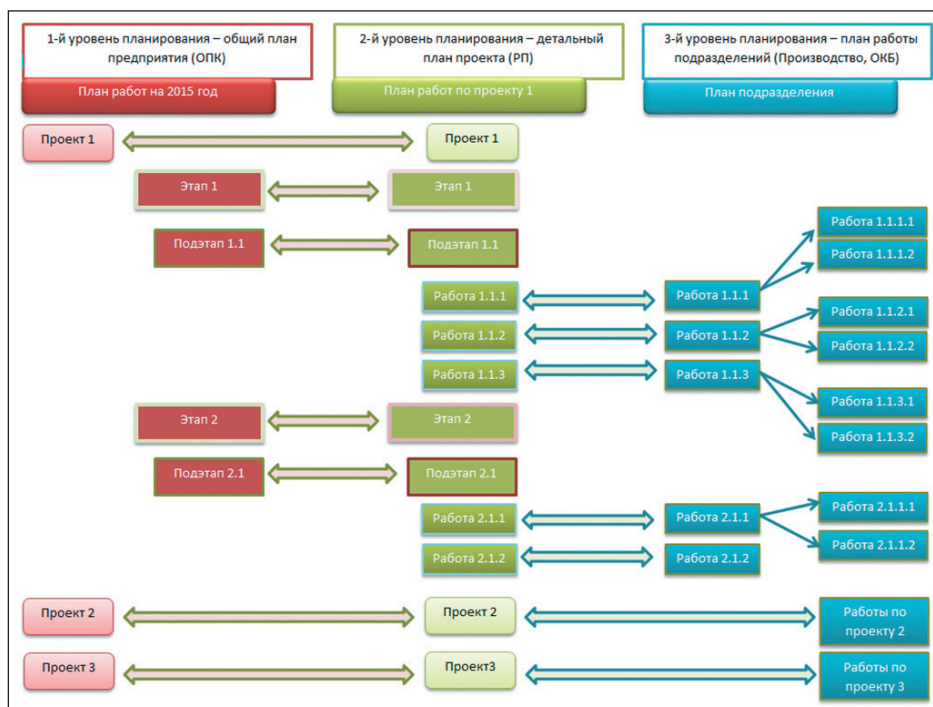 1-й уровень планирования – общий план
предприятия (ОПК)
2-й уровень планирования – детальный
план проекта (РП)
3-й уровень планирования – план работы
подразделений (Производство, ОКБ)
План работ на 2015 год
План работ по проекту 1
План подразделения
Проект 1
Проект 1
Этап 1
Этап 1
Подэтап 1.1
Подэтап 1.1
Работа 1.1.1.1
Работа 1.1.1.2
Работа 1.1.1
Работа 1.1.1
Работа 1.1.2.1
Работа 1.1.2
Работа 1.1.2
Работа 1.1.2.2
Работа 1.1.3
Работа 1.1.3
Работа 1.1.3.1
Этап 2
Этап 2
Работа 1.1.3.2
Подэтап 2.1
Подэтап 2.1
Работа 2.1.1.1
Работа 2.1.1
Работа 2.1.1
Работа 2.1.1.2
Работа 2.1.2
Работа 2.1.2
Проект 2
Проект 2
Работы по
проекту 2
Проект 3
Проект3
Работы по
проекту 3